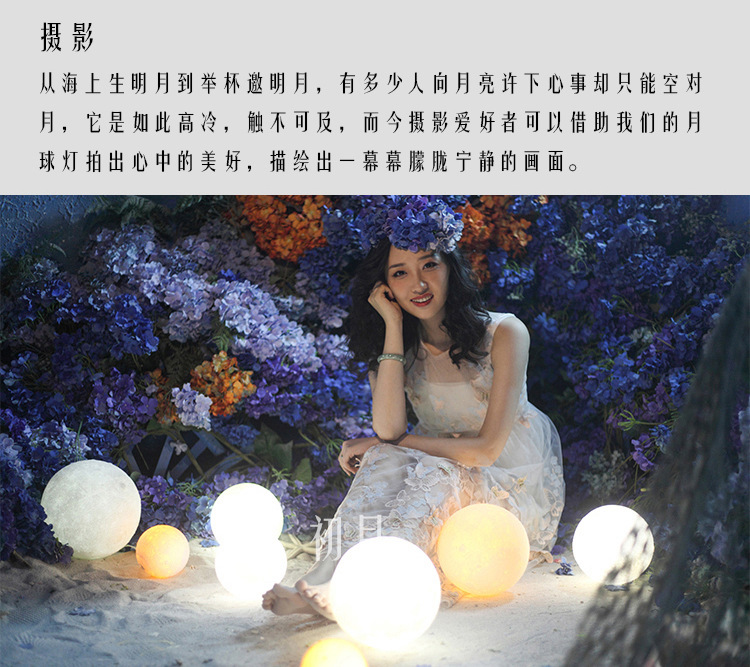 摄影
从海上生明月到举杯邀明月，有多少人向月亮许下心事却只能空对
月，它是如此高冷，触不可及，而今摄影爱好者可以借助我们的月
球灯拍出心中的美好，描绘出一幕幕朦胧宁静的画面。
初月